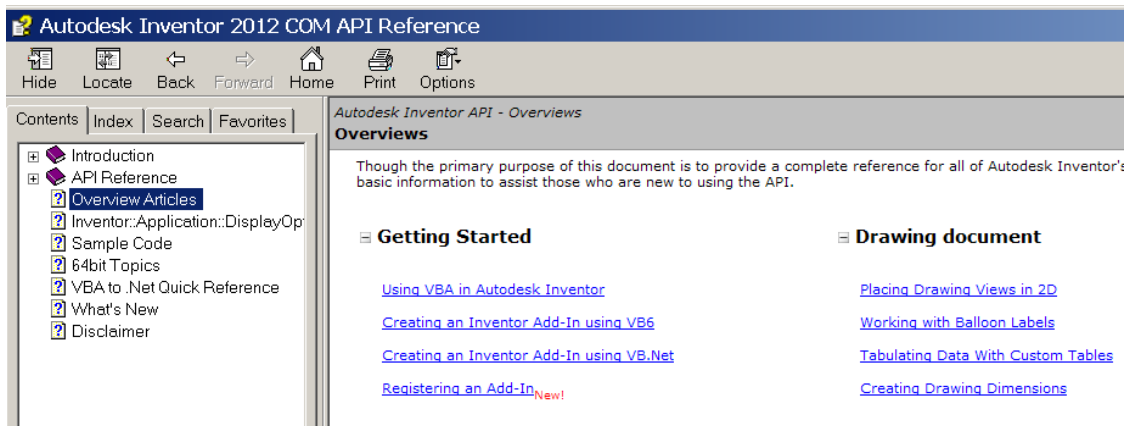 Autodesk Inventor 2012 COM API Reference
Hide Locate Back Forward Home Print Options
Contents Index Search Favorites
Introduction
API Reference
Overview Articles
Inventor::Application::DisplayOp
Sample Code
64bit Topics
VBA to .Net Quick Reference
What's New
Disclaimer
Autodesk Inventor API - Overviews
Overviews
Though the primary purpose of this document is to provide a complete reference for all of Autodesk Inventor's
basic information to assist those who are new to using the API.
Getting Started
Using VBA in Autodesk Inventor
Creating an Inventor Add-In using VB6
Creating an Inventor Add-In using VB.Net
Registering an Add-In New!
Drawing document
Placing Drawing Views in 2D
Working with Balloon Labels
Tabulating Data With Custom Tables
Creating Drawing Dimensions